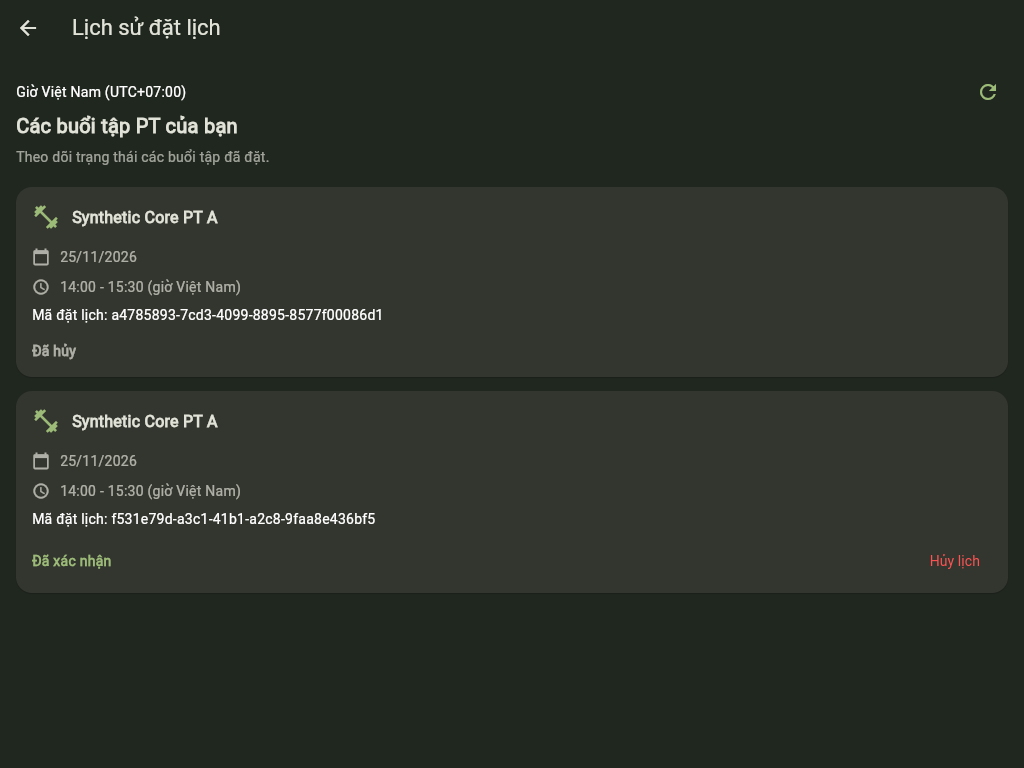 Lịch sử đặt lịch
Giờ Việt Nam (UTC+07:00)
Các buổi tập PT của bạn
Theo dõi trạng thái các buổi tập đã đặt.
Synthetic Core PT A
25/11/2026
14:00 - 15:30 (giờ Việt Nam)
Mã đặt lịch: a4785893-7cd3-4099-8895-8577f00086d1
Đã hủy
Synthetic Core PT A
25/11/2026
14:00 - 15:30 (giờ Việt Nam)
Mã đặt lịch: f531e79d-a3c1-41b1-a2c8-9faa8e436bf5
Đã xác nhận
Hủy lịch